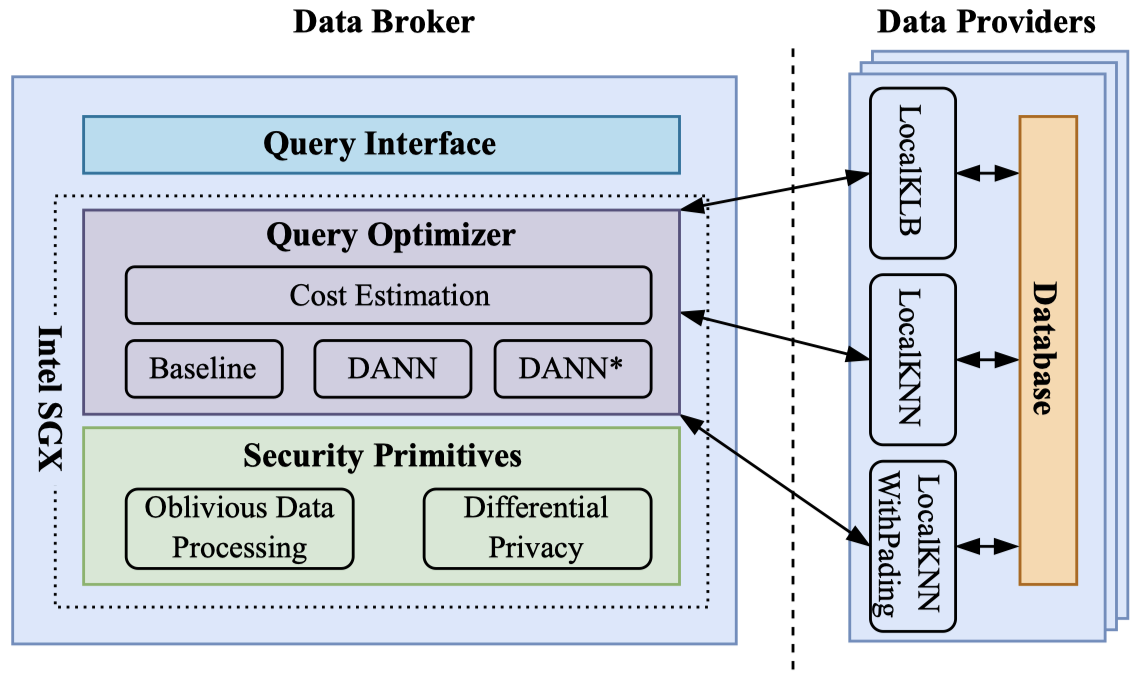 Data Broker
Data Providers
Query Interface
Intel SGX
Query Optimizer
Cost Estimation
Baseline
DANN
DANN*
Security Primitives
Oblivious Data
Processing
Differential
Privacy
LocalKLB
LocalKNN
LocalKNN
WithPading
Database